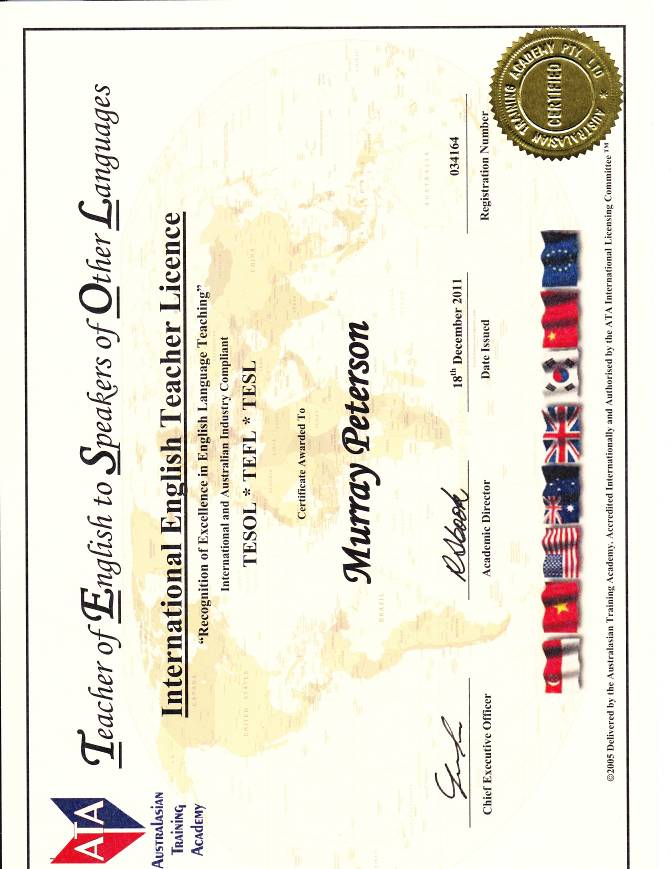 ATA
AUSTRALASIAN
TRAINING
ACADEMY
Teacher of English to Speakers of Other Languages
International English Teacher Licence
“Recognition of Excellence in English Language Teaching”
International and Australian Industry Compliant
TESOL * TEFL * TESL
Certificate Awarded To
Murray Peterson
18th December 2011
034164
Chief Executive Officer
Academic Director
Date Issued
Registration Number
AUSTRALASIAN TRAINING ACADEMY PTY. LTD *
CERTIFIED
©2005 Delivered by the Australasian Training Academy. Accredited Internationally and Authorised by the ATA International Licensing Committee ™